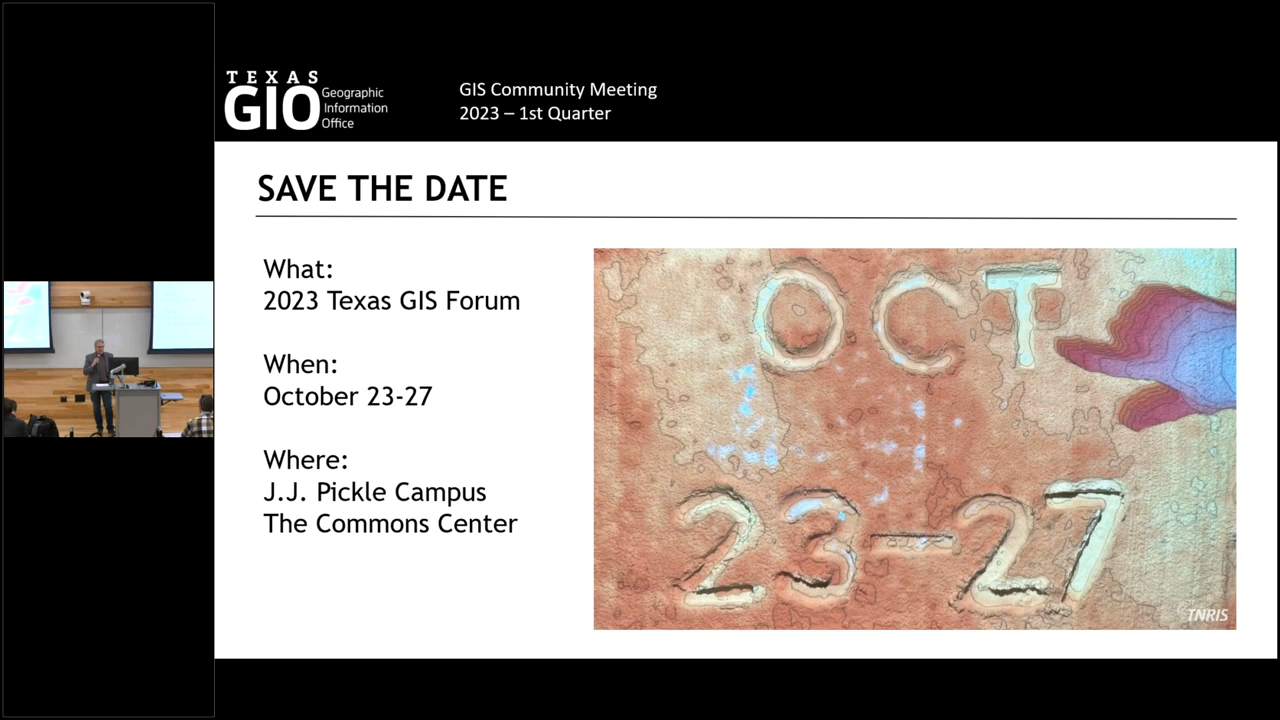 TEXAS
GIO
Geographic
Information
Office
GIS Community Meeting
2023 – 1st Quarter
SAVE THE DATE
What:
2023 Texas GIS Forum
When:
October 23-27
Where:
J.J. Pickle Campus
The Commons Center
OCT
23-27
TNRIS